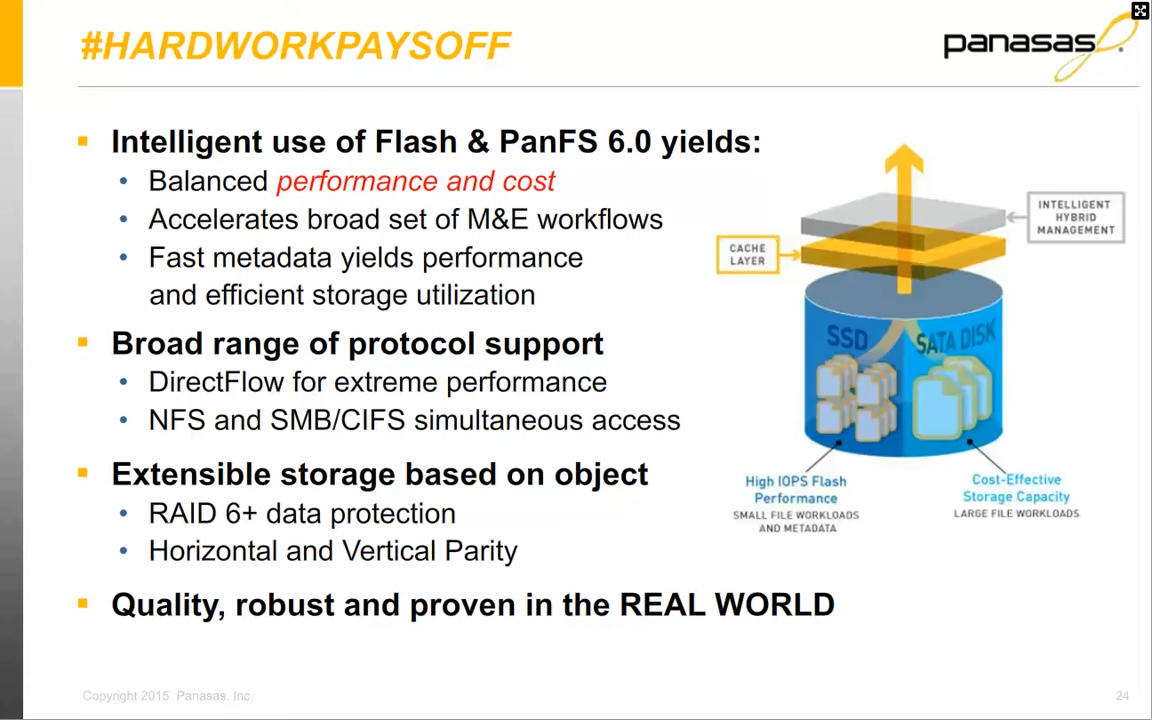 #HARDWORKPAYSOFF
panasas
▪ Intelligent use of Flash & PanFS 6.0 yields:
• Balanced performance and cost
• Accelerates broad set of M&E workflows
• Fast metadata yields performance
and efficient storage utilization
▪ Broad range of protocol support
• DirectFlow for extreme performance
• NFS and SMB/CIFS simultaneous access
▪ Extensible storage based on object
• RAID 6+ data protection
• Horizontal and Vertical Parity
▪ Quality, robust and proven in the REAL WORLD
INTELLIGENT
HYBRID
MANAGEMENT
CACHE
LAYER
SSD
SATA DISK
High IOPS Flash
Performance
SMALL FILE WORKLOADS
AND METADATA
Cost-Effective
Storage Capacity
LARGE FILE WORKLOADS
Copyright 2015 Panasas, Inc.
24